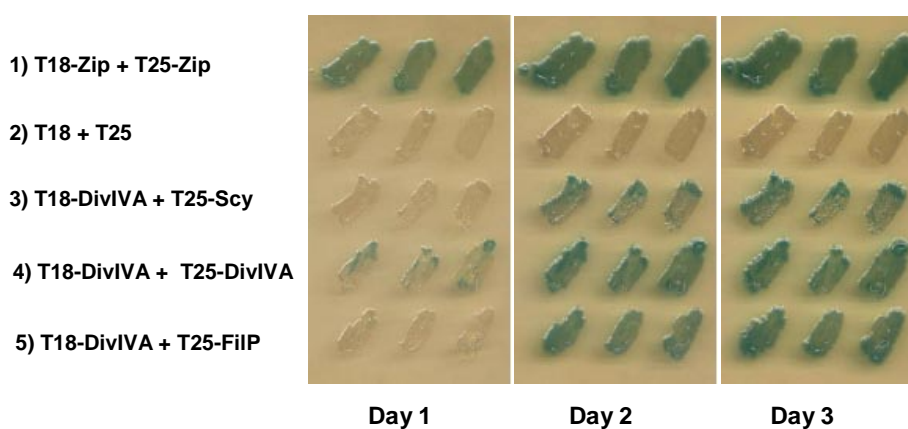 1) T18-Zip + T25-Zip
2) T18 + T25
3) T18-DivIVA + T25-Scy
4) T18-DivIVA + T25-DivIVA
5) T18-DivIVA + T25-FilP
Day 1
Day 2
Day 3